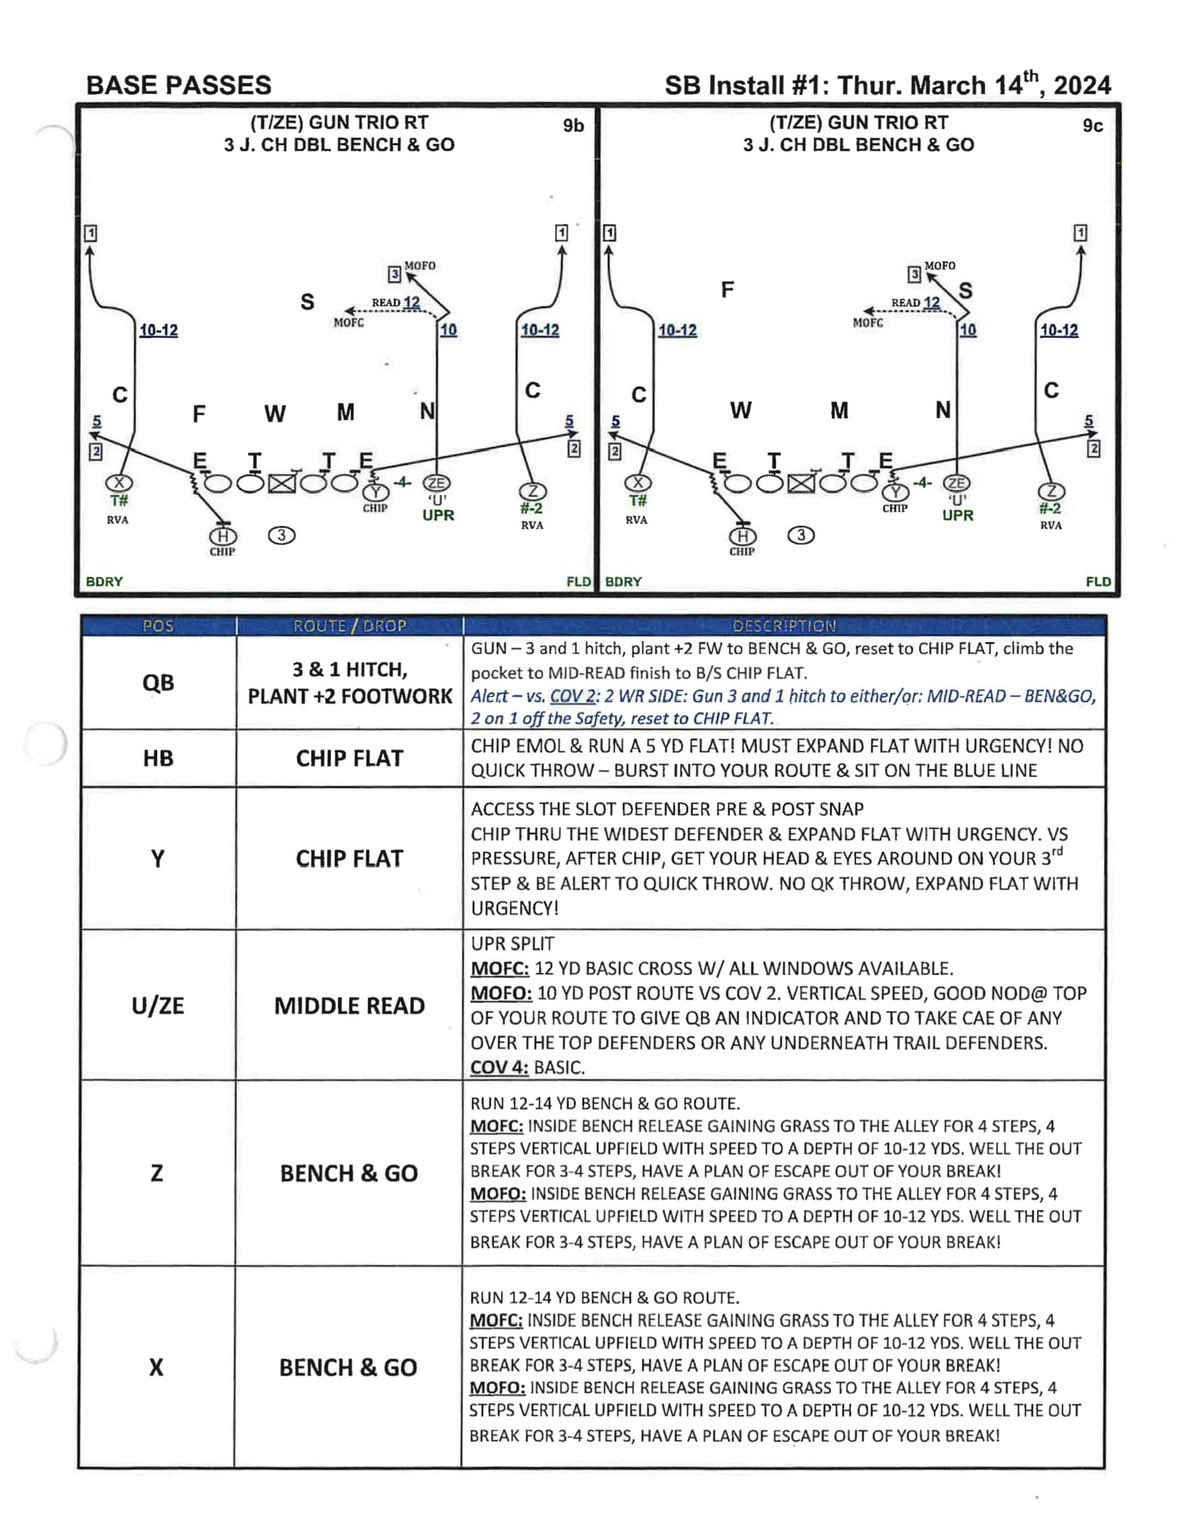 BASE PASSES
SB Install #1: Thur. March 14th, 2024
(T/ZE) GUN TRIO RT
9b
3 J. CH DBL BENCH & GO
1
1
3 MOFO
S
READ 12
MOFC
10-12
10
10-12
C
F
W
M
N
C
5
5
2
2
E
T
T
E
X
Y
-4-
ZE
Z
T#
CHIP
'U'
#-2
RVA
UPR
RVA
H
3
CHIP
BDRY
FLD
(T/ZE) GUN TRIO RT
9c
3 J. CH DBL BENCH & GO
1
1
3 MOFO
F
S
READ 12
MOFC
10-12
10
10-12
C
W
M
N
C
5
5
2
2
E
T
T
E
X
Y
-4-
ZE
Z
T#
CHIP
'U'
#-2
RVA
UPR
RVA
H
3
CHIP
BDRY
FLD
POS
ROUTE / DROP
DESCRIPTION
QB
3 & 1 HITCH,
PLANT +2 FOOTWORK
GUN – 3 and 1 hitch, plant +2 FW to BENCH & GO, reset to CHIP FLAT, climb the
pocket to MID-READ finish to B/S CHIP FLAT.
Alert – vs. COV 2: 2 WR SIDE: Gun 3 and 1 hitch to either/or: MID-READ – BEN&GO,
2 on 1 off the Safety, reset to CHIP FLAT.
HB
CHIP FLAT
CHIP EMOL & RUN A 5 YD FLAT! MUST EXPAND FLAT WITH URGENCY! NO
QUICK THROW – BURST INTO YOUR ROUTE & SIT ON THE BLUE LINE
Y
CHIP FLAT
ACCESS THE SLOT DEFENDER PRE & POST SNAP
CHIP THRU THE WIDEST DEFENDER & EXPAND FLAT WITH URGENCY. VS
PRESSURE, AFTER CHIP, GET YOUR HEAD & EYES AROUND ON YOUR 3rd
STEP & BE ALERT TO QUICK THROW. NO QK THROW, EXPAND FLAT WITH
URGENCY!
U/ZE
MIDDLE READ
UPR SPLIT
MOFC: 12 YD BASIC CROSS W/ ALL WINDOWS AVAILABLE.
MOFO: 10 YD POST ROUTE VS COV 2. VERTICAL SPEED, GOOD NOD@ TOP
OF YOUR ROUTE TO GIVE QB AN INDICATOR AND TO TAKE CAE OF ANY
OVER THE TOP DEFENDERS OR ANY UNDERNEATH TRAIL DEFENDERS.
COV 4: BASIC.
Z
BENCH & GO
RUN 12-14 YD BENCH & GO ROUTE.
MOFC: INSIDE BENCH RELEASE GAINING GRASS TO THE ALLEY FOR 4 STEPS, 4
STEPS VERTICAL UPFIELD WITH SPEED TO A DEPTH OF 10-12 YDS. WELL THE OUT
BREAK FOR 3-4 STEPS, HAVE A PLAN OF ESCAPE OUT OF YOUR BREAK!
MOFO: INSIDE BENCH RELEASE GAINING GRASS TO THE ALLEY FOR 4 STEPS, 4
STEPS VERTICAL UPFIELD WITH SPEED TO A DEPTH OF 10-12 YDS. WELL THE OUT
BREAK FOR 3-4 STEPS, HAVE A PLAN OF ESCAPE OUT OF YOUR BREAK!
X
BENCH & GO
RUN 12-14 YD BENCH & GO ROUTE.
MOFC: INSIDE BENCH RELEASE GAINING GRASS TO THE ALLEY FOR 4 STEPS, 4
STEPS VERTICAL UPFIELD WITH SPEED TO A DEPTH OF 10-12 YDS. WELL THE OUT
BREAK FOR 3-4 STEPS, HAVE A PLAN OF ESCAPE OUT OF YOUR BREAK!
MOFO: INSIDE BENCH RELEASE GAINING GRASS TO THE ALLEY FOR 4 STEPS, 4
STEPS VERTICAL UPFIELD WITH SPEED TO A DEPTH OF 10-12 YDS. WELL THE OUT
BREAK FOR 3-4 STEPS, HAVE A PLAN OF ESCAPE OUT OF YOUR BREAK!